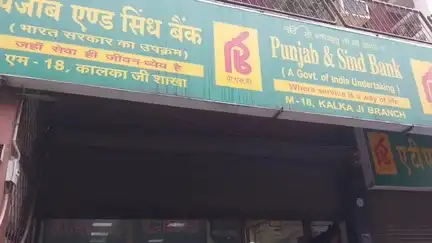 पंजाब एण्ड सिंध बैंक
(भारत सरकार का उपक्रम)
जहाँ सेवा ही जीवन-ध्येय है
एम - 18, कालका जी शाखा
पी.एस.बी
Punjab & Sind Bank
(A Govt. of India Undertaking)
Where service is a way of life
M-18, KALKA JI BRANCH